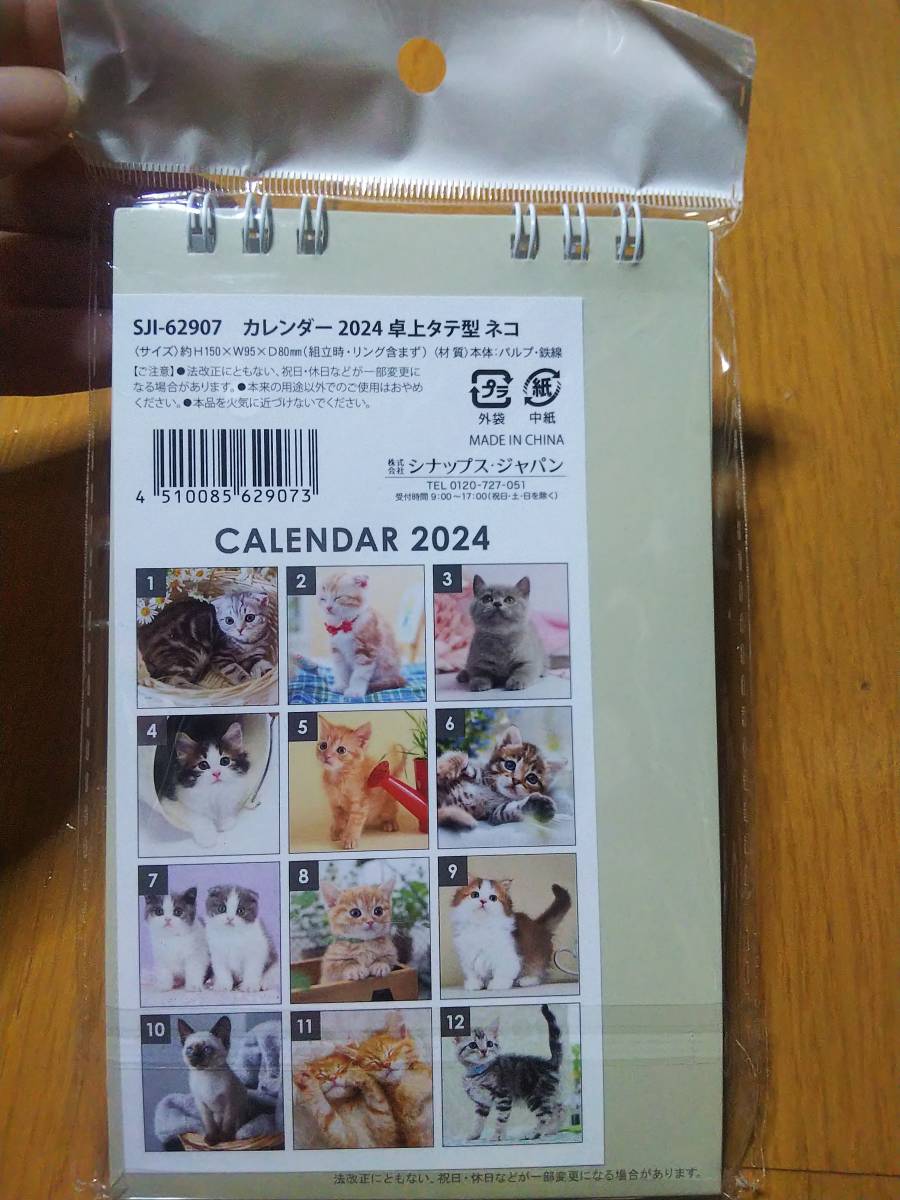 SJI-62907　カレンダー 2024 卓上タテ型 ネコ
〈サイズ〉約H150×W95×D80mm(組立時・リング含まず)　〈材 質〉本体：パルプ・鉄線
【ご注意】●法改正にともない、祝日・休日などが一部変更に
なる場合があります。●本来の用途以外でのご使用はおやめ
ください。●本品を火気に近づけないでください。
プラ 紙
外袋 中紙
MADE IN CHINA
株式会社 シナップス・ジャパン
TEL 0120-727-051
受付時間 9:00～17:00(祝日・土・日を除く)
4 510085 629073
CALENDAR 2024
1 2 3
4 5 6
7 8 9
10 11 12
法改正にともない、祝日・休日などが一部変更になる場合があります。